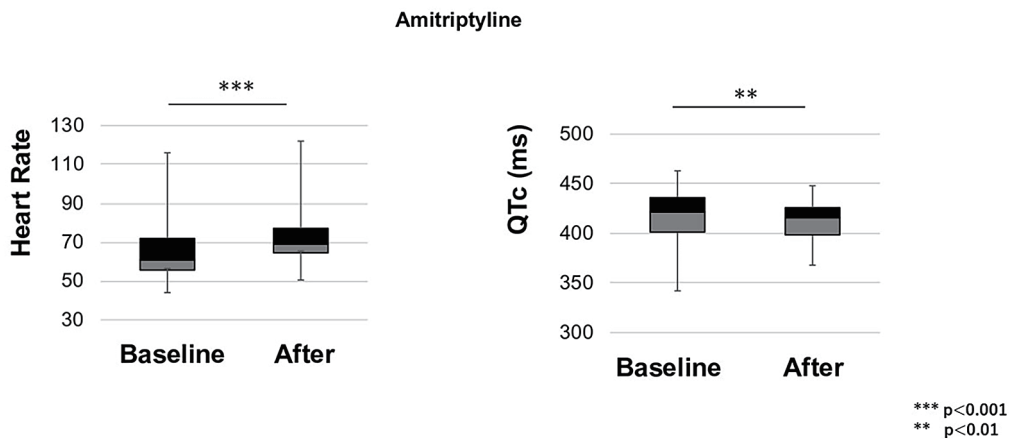 Amitriptyline
***
Heart Rate
130
110
90
70
50
30
Baseline After
**
QTc (ms)
500
450
400
350
300
Baseline After
*** p<0.001
** p<0.01